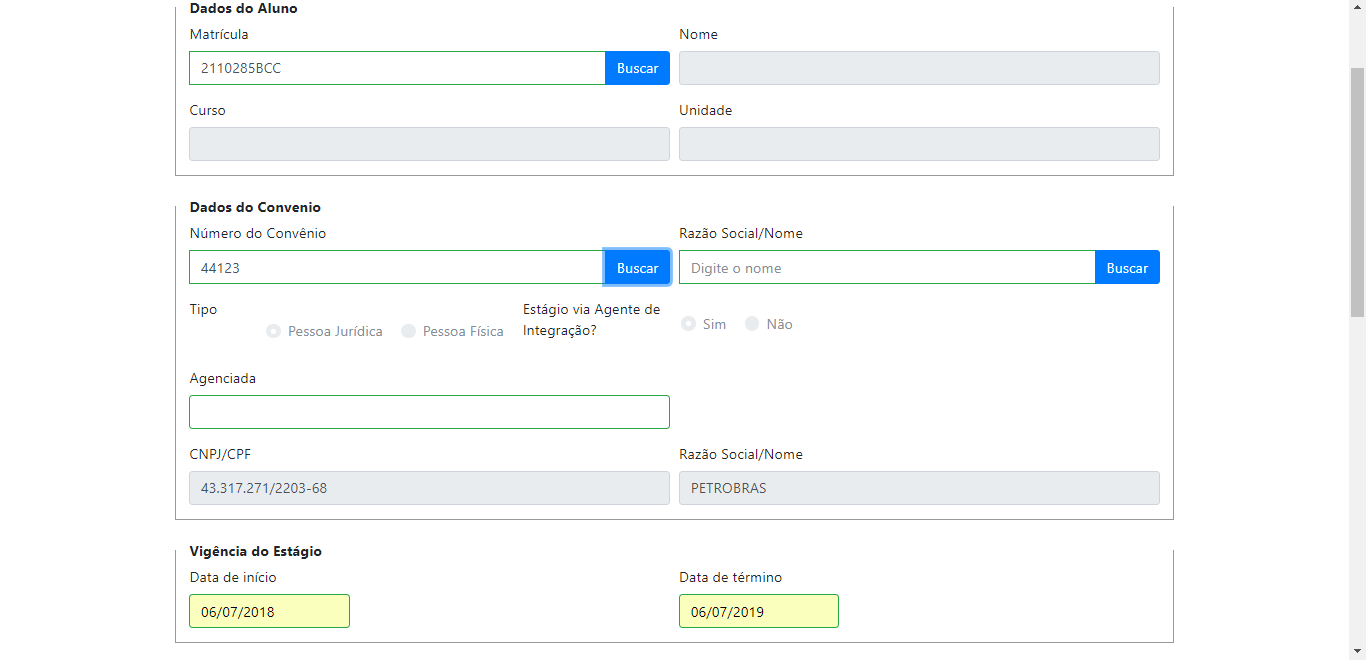 Dados do Aluno
Matrícula
Nome
2110285BCC
Buscar
Curso
Unidade
Dados do Convenio
Número do Convênio
Razão Social/Nome
44123
Buscar
Digite o nome
Buscar
Tipo
Pessoa Jurídica
Pessoa Física
Estágio via Agente de
Integração?
Sim
Não
Agenciada
CNPJ/CPF
Razão Social/Nome
43.317.271/2203-68
PETROBRAS
Vigência do Estágio
Data de início
Data de término
06/07/2018
06/07/2019